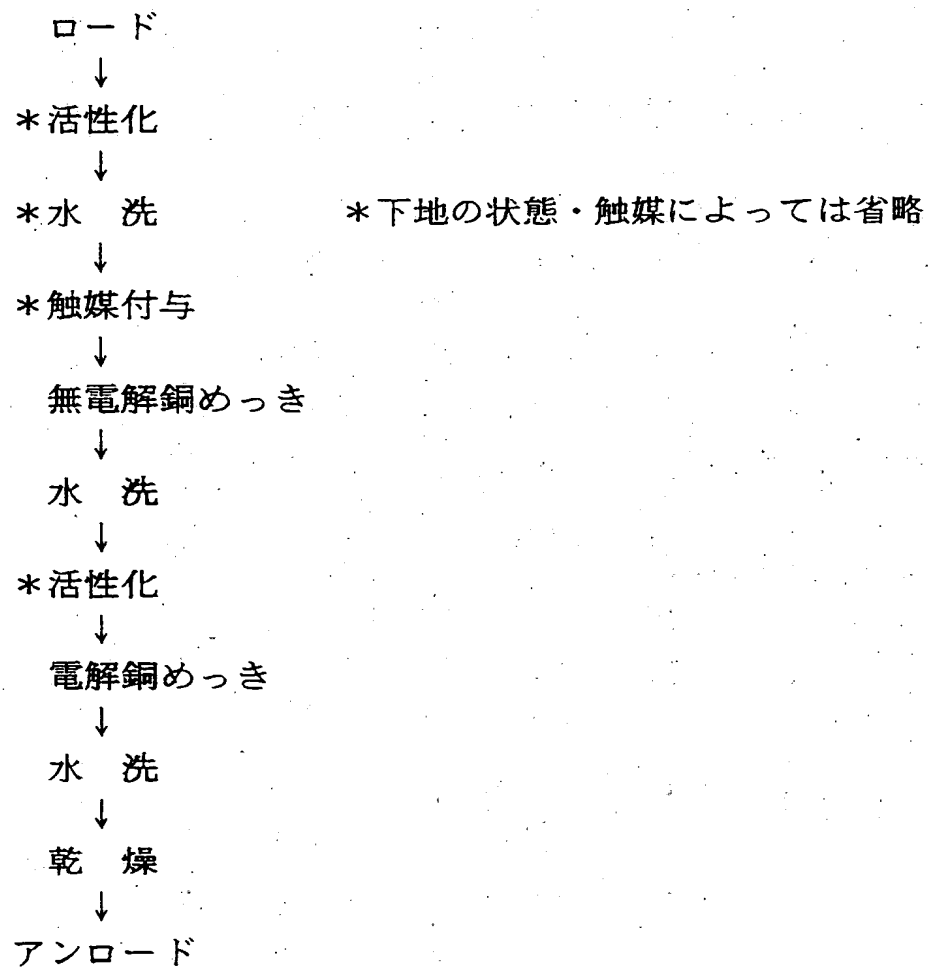 ロード
↓
*活性化
↓
*水 洗 *下地の状態・触媒によっては省略
↓
*触媒付与
↓
無電解銅めっき
↓
水 洗
↓
*活性化
↓
電解銅めっき
↓
水 洗
↓
乾 燥
↓
アンロード